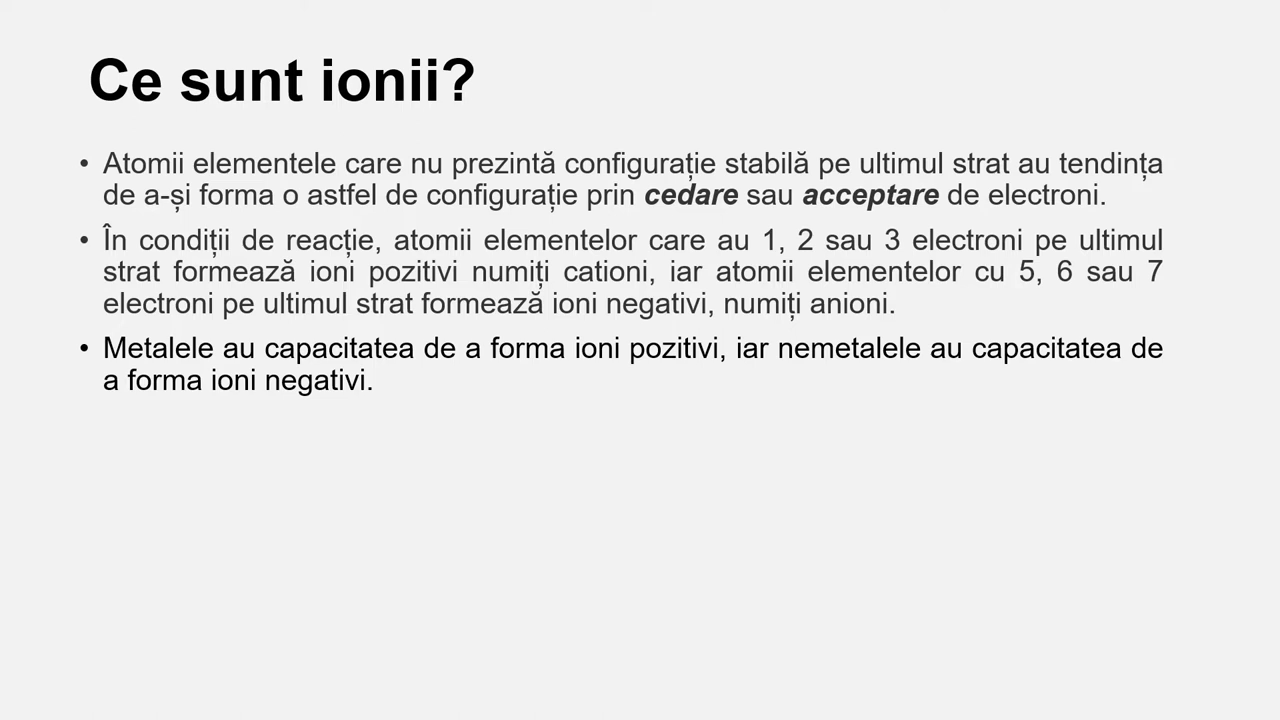 Ce sunt ionii?
• Atomii elementele care nu prezintă configurație stabilă pe ultimul strat au tendința
de a-și forma o astfel de configurație prin cedare sau acceptare de electroni.
• În condiții de reacție, atomii elementelor care au 1, 2 sau 3 electroni pe ultimul
strat formează ioni pozitivi numiți cationi, iar atomii elementelor cu 5, 6 sau 7
electroni pe ultimul strat formează ioni negativi, numiți anioni.
• Metalele au capacitatea de a forma ioni pozitivi, iar nemetalele au capacitatea de
a forma ioni negativi.